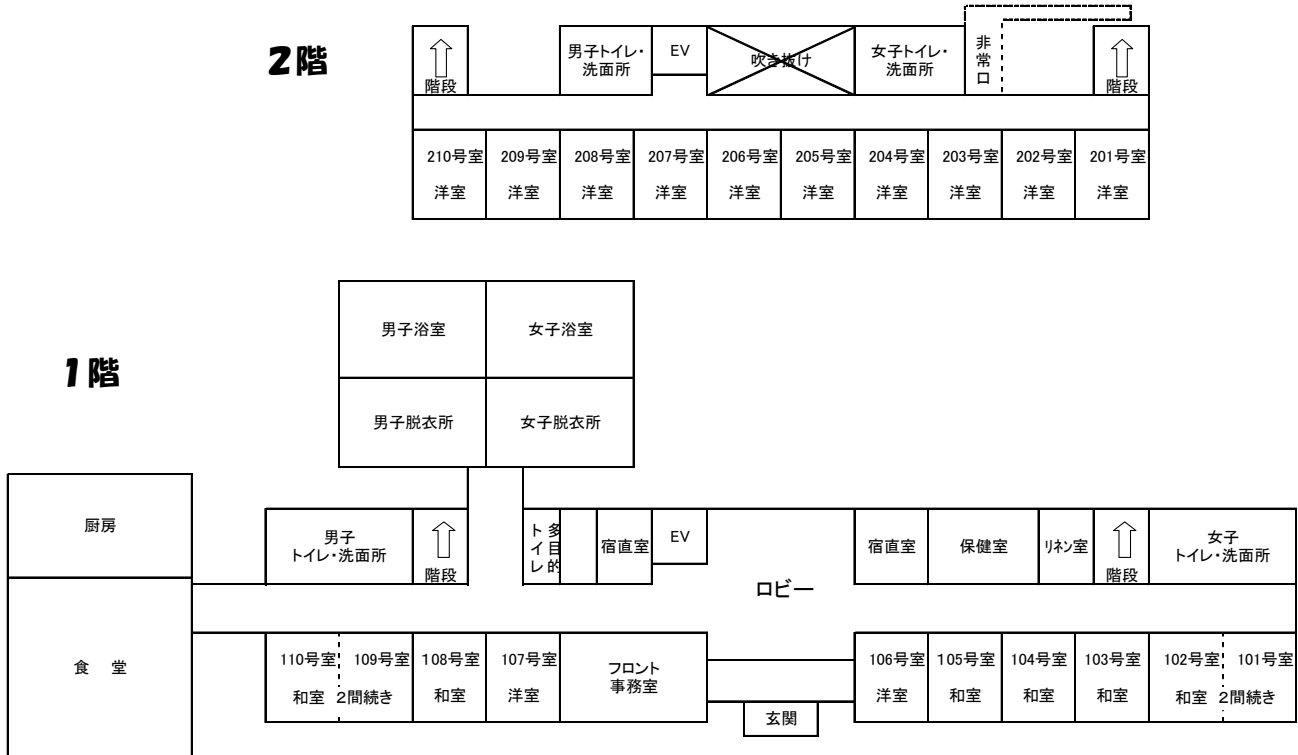 2階
階段
男子トイレ・
洗面所
EV
吹き抜け
女子トイレ・
洗面所
非常口
階段
210号室
洋室
209号室
洋室
208号室
洋室
207号室
洋室
206号室
洋室
205号室
洋室
204号室
洋室
203号室
洋室
202号室
洋室
201号室
洋室
1階
男子浴室
女子浴室
男子脱衣所
女子脱衣所
厨房
食 堂
男子
トイレ・洗面所
階段
多目的
トイレ
宿直室
EV
ロビー
宿直室
保健室
リネン室
階段
女子
トイレ・洗面所
110号室
109号室
和室 2間続き
108号室
和室
107号室
洋室
フロント
事務室
玄関
106号室
洋室
105号室
和室
104号室
和室
103号室
和室
102号室
101号室
和室 2間続き